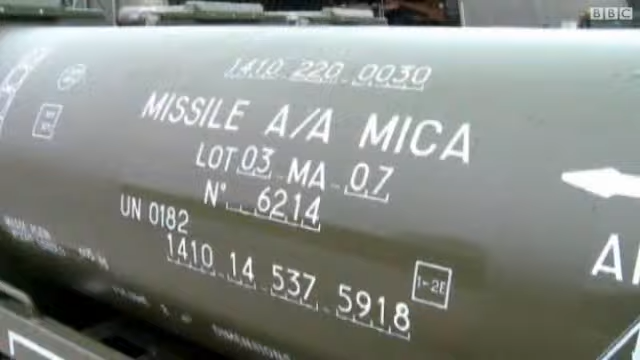 BBC
1410 220 0030
MISSILE A/A MICA
LOT 03 MA 07
N° 6214
UN 0182
1410 14 537 5918
1-2E
DIMENSIONS